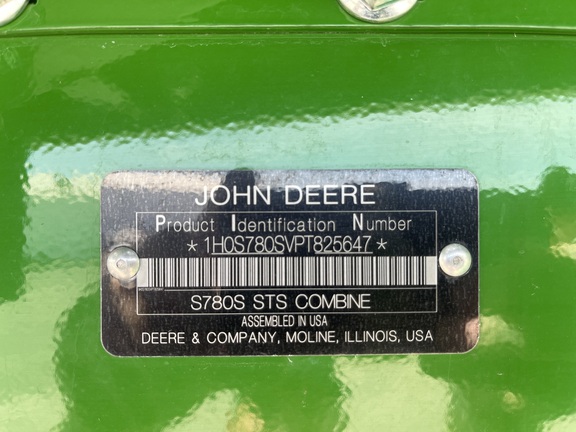 JOHN DEERE
Product Identification Number
*1H0S780SVPT825647*
S780S STS COMBINE
ASSEMBLED IN USA
DEERE & COMPANY, MOLINE, ILLINOIS, USA